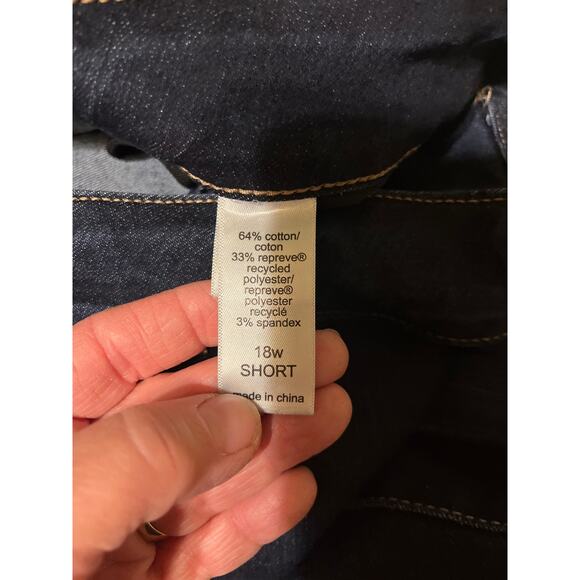 64% cotton/
coton
33% repreve®
recycled
polyester/
repreve®
polyester
recyclé
3% spandex
18w
SHORT
made in china